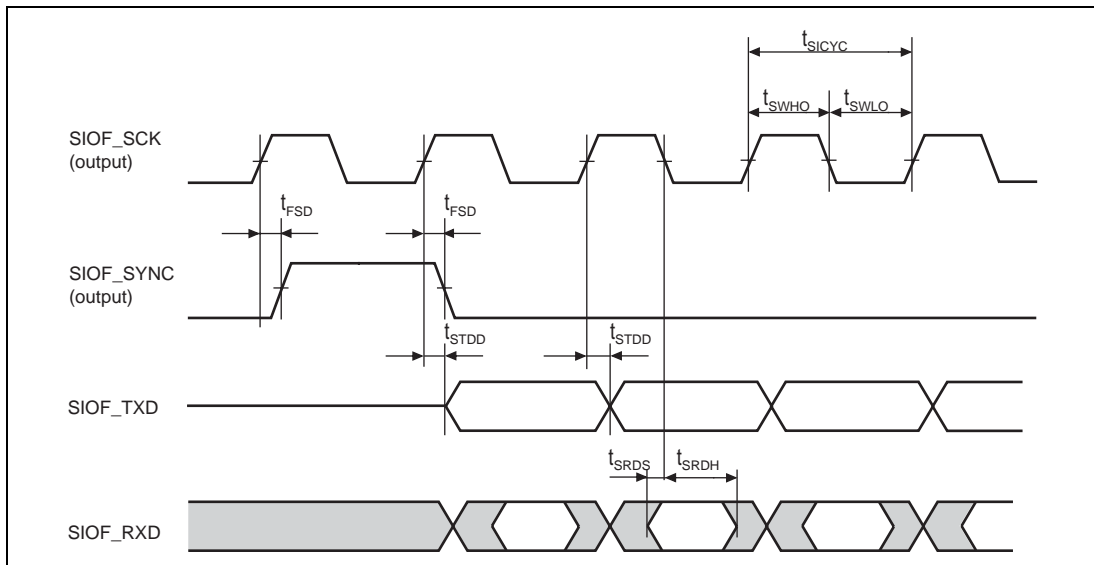 tSICYC
tSWHO tSWLO
SIOF_SCK
(output)
tFSD tFSD
SIOF_SYNC
(output)
tSTDD tSTDD
SIOF_TXD
tSRDS tSRDH
SIOF_RXD